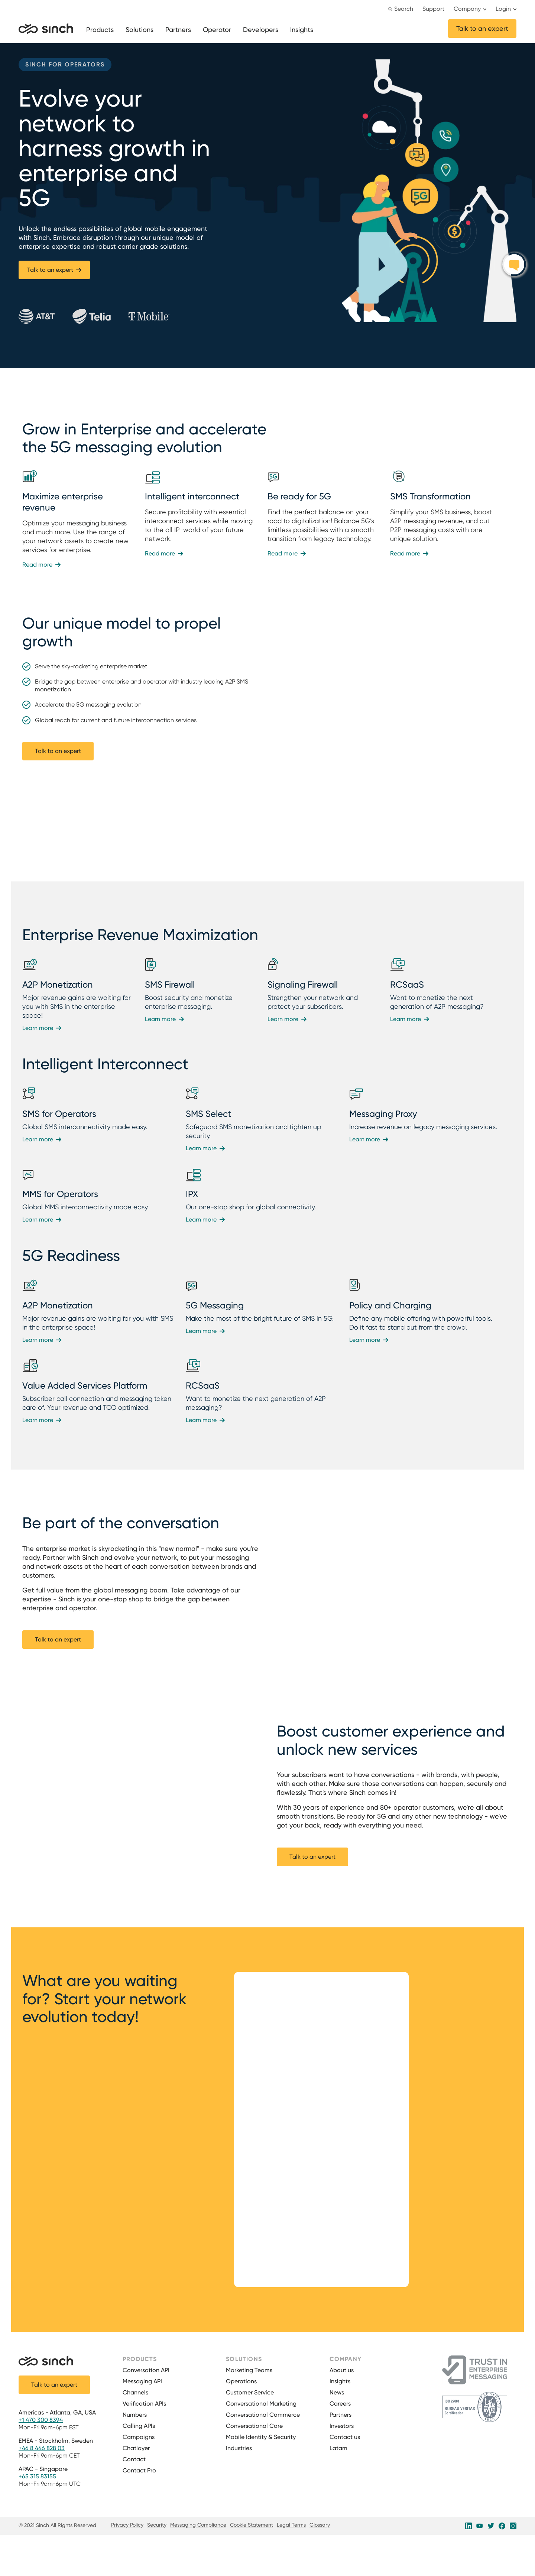 Search Support Company Login
sinch Products Solutions Partners Operator Developers Insights Talk to an expert
SINCH FOR OPERATORS
Evolve your
network to
harness growth in
enterprise and
5G
Unlock the endless possibilities of global mobile engagement
with Sinch. Embrace disruption through our unique model of
enterprise expertise and robust carrier grade solutions.
Talk to an expert
AT&T Telia T Mobile
5G
Grow in Enterprise and accelerate
the 5G messaging evolution
Maximize enterprise
revenue
Optimize your messaging business
and much more. Use the range of
your network assets to create new
services for enterprise.
Read more
Intelligent interconnect
Secure profitability with essential
interconnect services while moving
to the all IP-world of your future
network.
Read more
5G
Be ready for 5G
Find the perfect balance on your
road to digitalization! Balance 5G's
limitless possibilities with a smooth
transition from legacy technology.
Read more
SMS Transformation
Simplify your SMS business, boost
A2P messaging revenue, and cut
P2P messaging costs with one
unique solution.
Read more
Our unique model to propel
growth
Serve the sky-rocketing enterprise market
Bridge the gap between enterprise and operator with industry leading A2P SMS
monetization
Accelerate the 5G messaging evolution
Global reach for current and future interconnection services
Talk to an expert
Enterprise Revenue Maximization
A2P Monetization
Major revenue gains are waiting for
you with SMS in the enterprise
space!
Learn more
SMS Firewall
Boost security and monetize
enterprise messaging.
Learn more
Signaling Firewall
Strengthen your network and
protect your subscribers.
Learn more
RCSaaS
Want to monetize the next
generation of A2P messaging?
Learn more
Intelligent Interconnect
SMS for Operators
Global SMS interconnectivity made easy.
Learn more
SMS Select
Safeguard SMS monetization and tighten up
security.
Learn more
Messaging Proxy
Increase revenue on legacy messaging services.
Learn more
MMS for Operators
Global MMS interconnectivity made easy.
Learn more
IPX
Our one-stop shop for global connectivity.
Learn more
5G Readiness
A2P Monetization
Major revenue gains are waiting for you with SMS
in the enterprise space!
Learn more
5G
5G Messaging
Make the most of the bright future of SMS in 5G.
Learn more
Policy and Charging
Define any mobile offering with powerful tools.
Do it fast to stand out from the crowd.
Learn more
Value Added Services Platform
Subscriber call connection and messaging taken
care of. Your revenue and TCO optimized.
Learn more
RCSaaS
Want to monetize the next generation of A2P
messaging?
Learn more
Be part of the conversation
The enterprise market is skyrocketing in this "new normal" - make sure you're
ready. Partner with Sinch and evolve your network, to put your messaging
and network assets at the heart of each conversation between brands and
customers.
Get full value from the global messaging boom. Take advantage of our
expertise - Sinch is your one-stop shop to bridge the gap between
enterprise and operator.
Talk to an expert
Boost customer experience and
unlock new services
Your subscribers want to have conversations - with brands, with people,
with each other. Make sure those conversations can happen, securely and
flawlessly. That's where Sinch comes in!
With 30 years of experience and 80+ operator customers, we're all about
smooth transitions. Be ready for 5G and any other new technology - we've
got your back, ready with everything you need.
Talk to an expert
What are you waiting
for? Start your network
evolution today!
sinch
Talk to an expert
Americas - Atlanta, GA, USA
+1 470 300 8394
Mon-Fri 9am-6pm EST
EMEA - Stockholm, Sweden
+46 8 446 828 03
Mon-Fri 9am-6pm CET
APAC - Singapore
+65 315 83155
Mon-Fri 9am-6pm UTC
PRODUCTS
Conversation API
Messaging API
Channels
Verification APIs
Numbers
Calling APIs
Campaigns
Chatlayer
Contact
Contact Pro
SOLUTIONS
Marketing Teams
Operations
Customer Service
Conversational Marketing
Conversational Commerce
Conversational Care
Mobile Identity & Security
Industries
COMPANY
About us
Insights
News
Careers
Partners
Investors
Contact us
Latam
TRUST IN
ENTERPRISE
MESSAGING
ISO 27001
BUREAU VERITAS
Certification
© 2021 Sinch All Rights Reserved Privacy Policy Security Messaging Compliance Cookie Statement Legal Terms Glossary